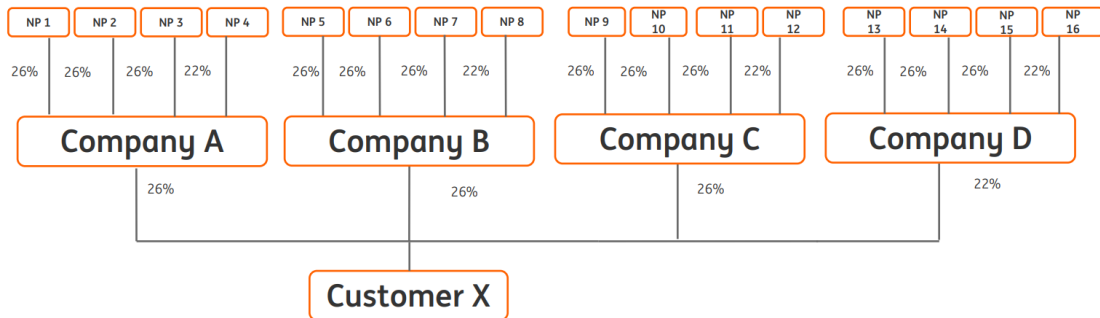 NP 1 NP 2 NP 3 NP 4 NP 5 NP 6 NP 7 NP 8 NP 9 NP NP NP NP NP NP NP
10 11 12 13 14 15 16
26% 26% 26% 22% 26% 26% 26% 22% 26% 26% 26% 22% 26% 26% 26% 22%
Company A Company B Company C Company D
26% 26% 26% 22%
Customer X